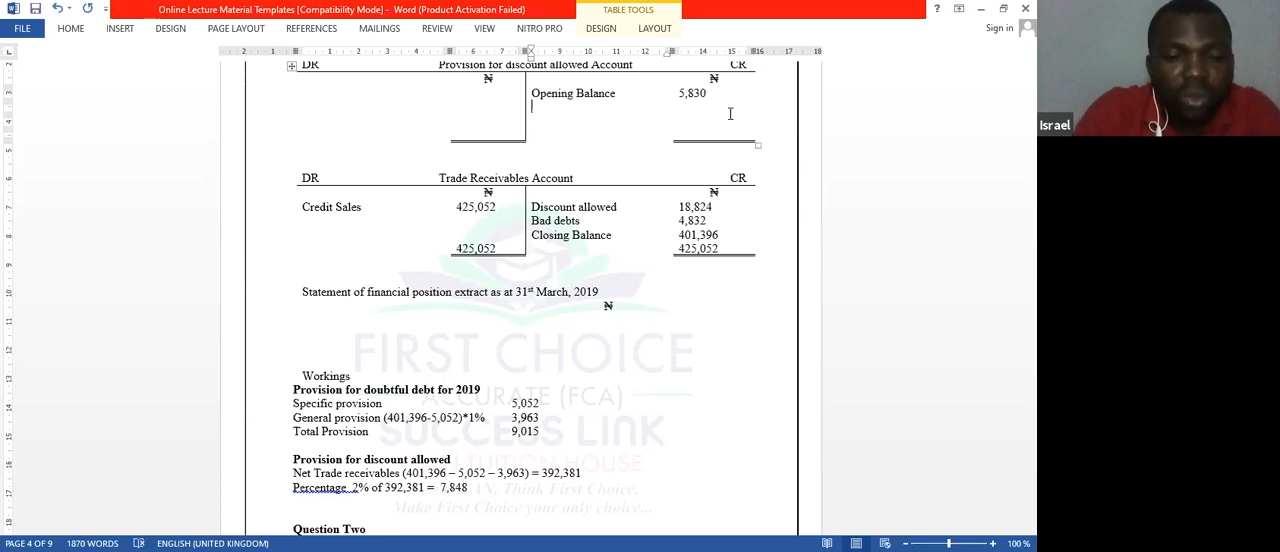 Online Lecture Material Templates [Compatibility Mode] - Word (Product Activation Failed)
TABLE TOOLS
?
FILE HOME INSERT DESIGN PAGE LAYOUT REFERENCES MAILINGS REVIEW VIEW NITRO PRO DESIGN LAYOUT Sign in
DR Provision for discount allowed Account CR
₦ ₦
Opening Balance 5,830
DR Trade Receivables Account CR
₦ ₦
Credit Sales 425,052 Discount allowed 18,824
Bad debts 4,832
Closing Balance 401,396
425,052 425,052
Statement of financial position extract as at 31st March, 2019
₦
FIRST CHOICE
Workings
Provision for doubtful debt for 2019
ACCURATE (FCA)
Specific provision 5,052
General provision (401,396-5,052)*1% 3,963
SUCCESS LINK
Total Provision 9,015
Provision for discount allowed
TUITION HOUSE
Net Trade receivables (401,396 – 5,052 – 3,963) = 392,381
Percentage 2% of 392,381 = 7,848
Think First Choice.
Make First Choice your only choice...
Question Two
Israel
PAGE 4 OF 9 1870 WORDS ENGLISH (UNITED KINGDOM) 100 %